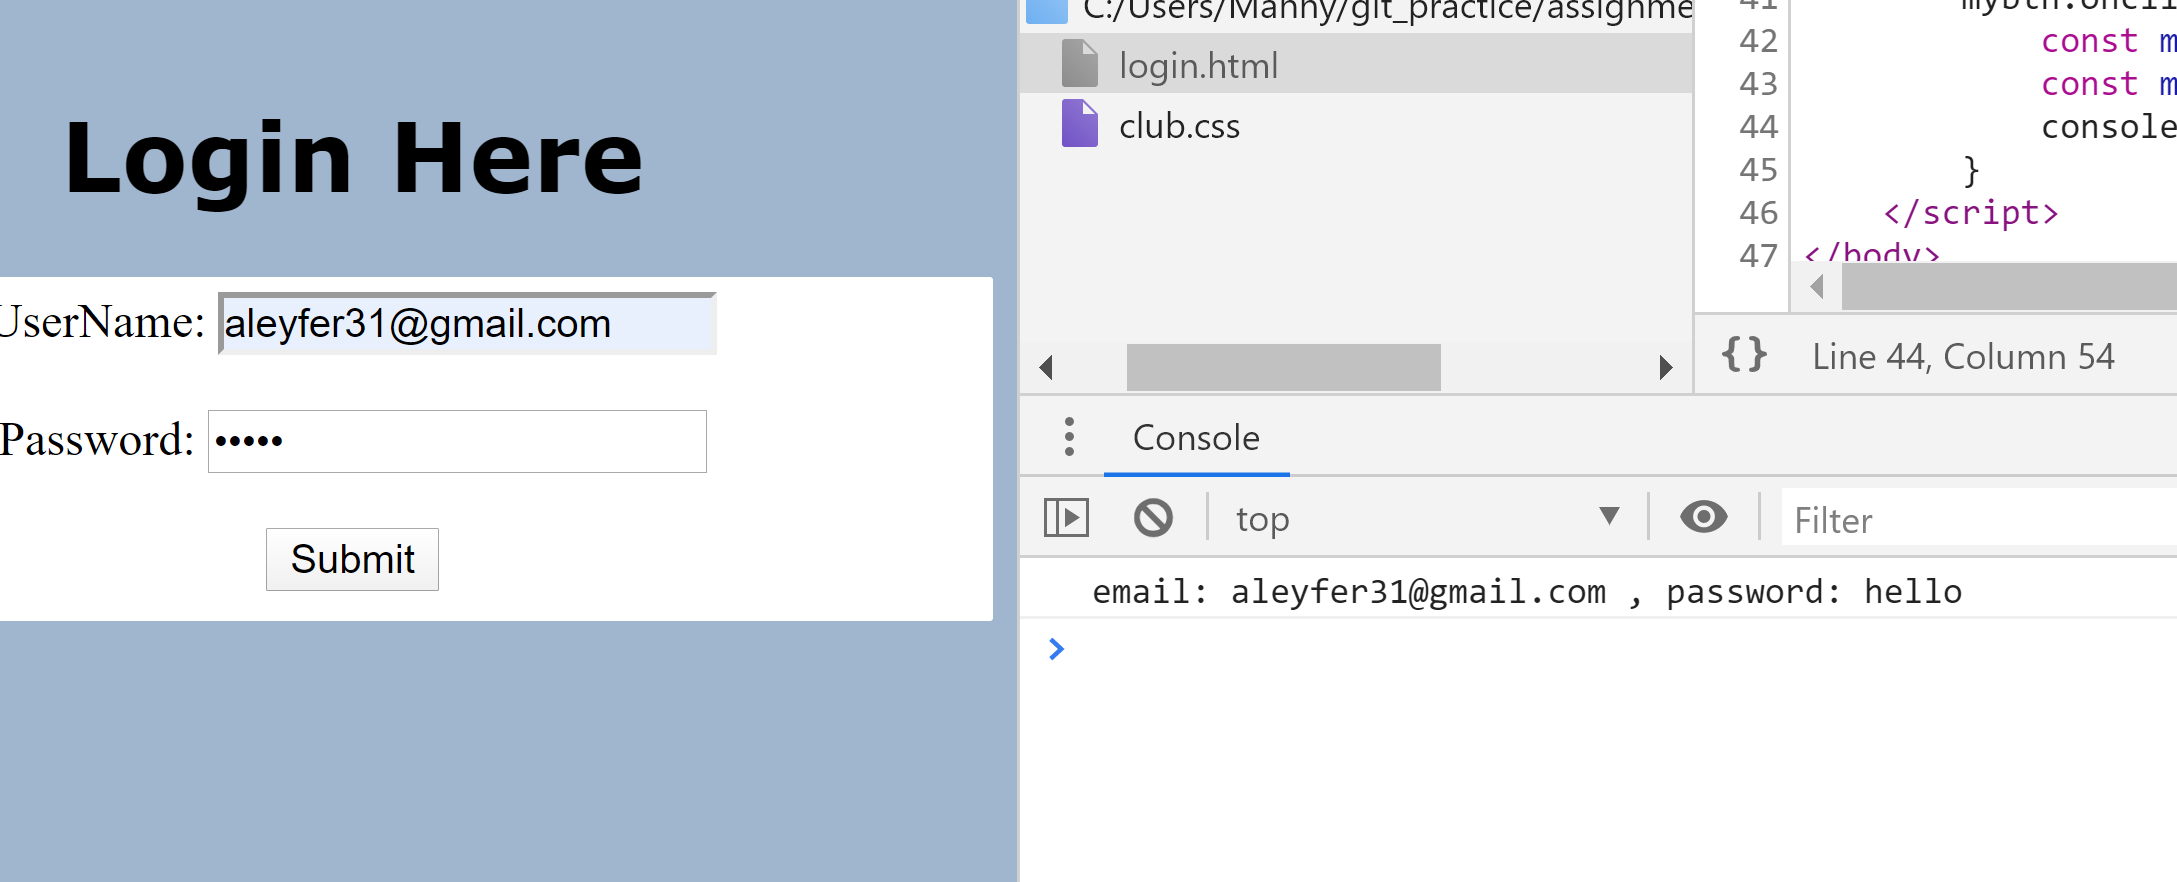 Login Here
UserName: aleyfer31@gmail.com
Password: •••••
Submit
C:/Users/Manny/git_practice/assignme
login.html
club.css
41 mybtn.oncli
42 const m
43 const m
44 console
45 }
46 </script>
47 </body>
{ } Line 44, Column 54
Console
top
Filter
email: aleyfer31@gmail.com , password: hello
>